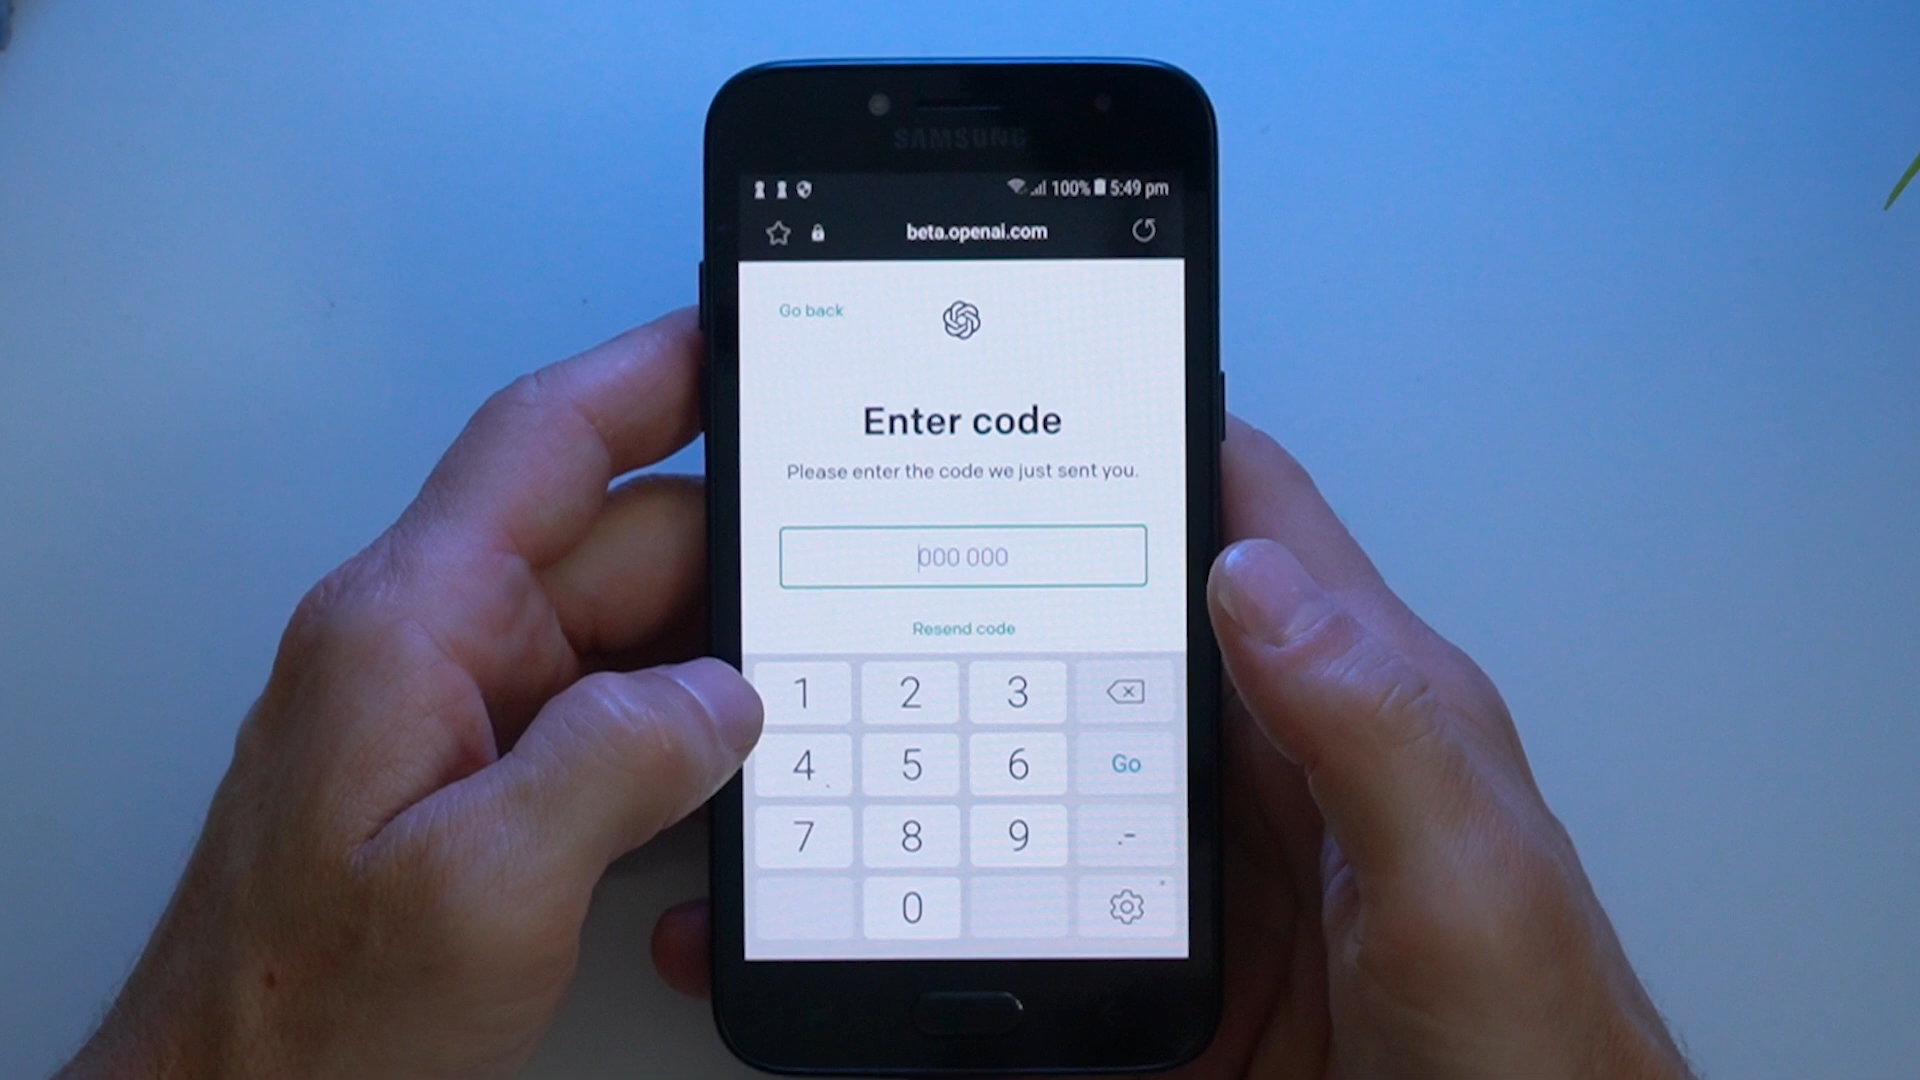 SAMSUNG
100% 5:49 pm
beta.openai.com
Go back
Enter code
Please enter the code we just sent you.
000 000
Resend code
1 2 3
4 5 6 Go
7 8 9 .-
0